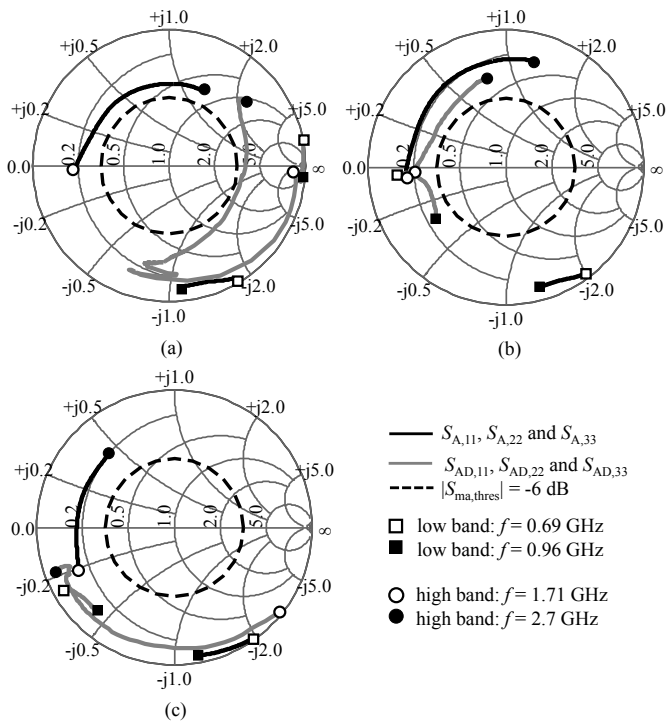 +j1.0
+j0.5
+j2.0
+j0.2
+j5.0
0.0
0.2
0.5
1.0
2.0
5.0
∞
-j0.2
-j5.0
-j0.5
-j2.0
-j1.0
(a)
+j1.0
+j0.5
+j2.0
+j0.2
+j5.0
0.0
0.2
0.5
1.0
2.0
5.0
∞
-j0.2
-j5.0
-j0.5
-j2.0
-j1.0
(b)
+j1.0
+j0.5
+j2.0
+j0.2
+j5.0
0.0
0.2
0.5
1.0
2.0
5.0
∞
-j0.2
-j5.0
-j0.5
-j2.0
-j1.0
(c)
S_A,11, S_A,22 and S_A,33
S_AD,11, S_AD,22 and S_AD,33
|S_ma,thres| = -6 dB
low band: f = 0.69 GHz
low band: f = 0.96 GHz
high band: f = 1.71 GHz
high band: f = 2.7 GHz